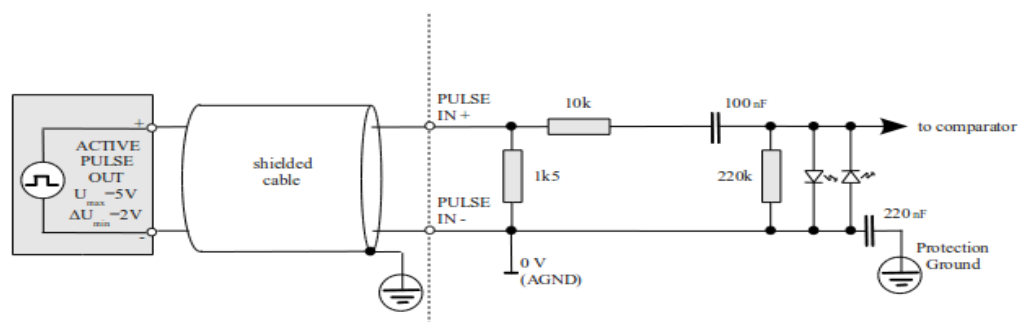 +
ACTIVE
PULSE
OUT
U max=5V
ΔU min=2V
-
shielded
cable
PULSE
IN +
10k
100 nF
to comparator
1k5
220k
PULSE
IN -
220 nF
0 V
(AGND)
Protection
Ground